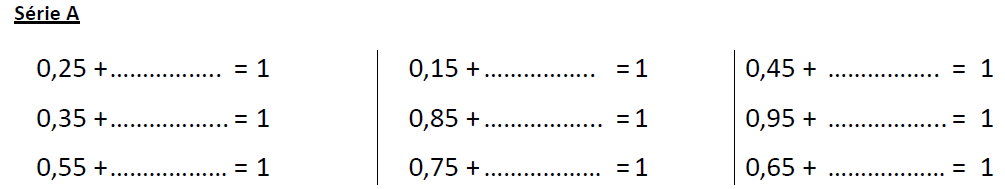 Série A
0,25 +................. = 1
0,15 +................. =1
0,45 + ................. = 1
0,35 +.................. = 1
0,85 +.................. =1
0,95 + .................. = 1
0,55 +.................. = 1
0,75 +.................. =1
0,65 + .................. = 1